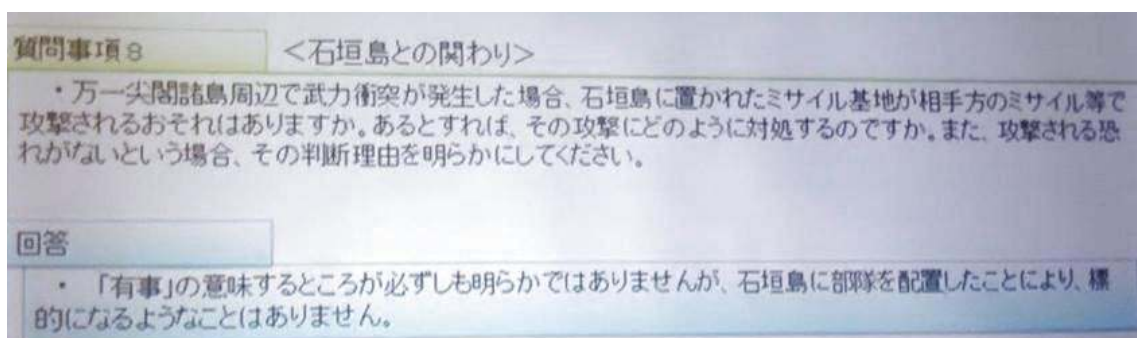 質問事項8
<石垣島との関わり>
・万一尖閣諸島周辺で武力衝突が発生した場合、石垣島に置かれたミサイル基地が相手方のミサイル等で
攻撃されるおそれはありますか。あるとすれば、その攻撃にどのように対処するのですか。また、攻撃される恐
れがないという場合、その判断理由を明らかにしてください。
回答
・「有事」の意味するところが必ずしも明らかではありませんが、石垣島に部隊を配置したことにより、標
的になるようなことはありません。